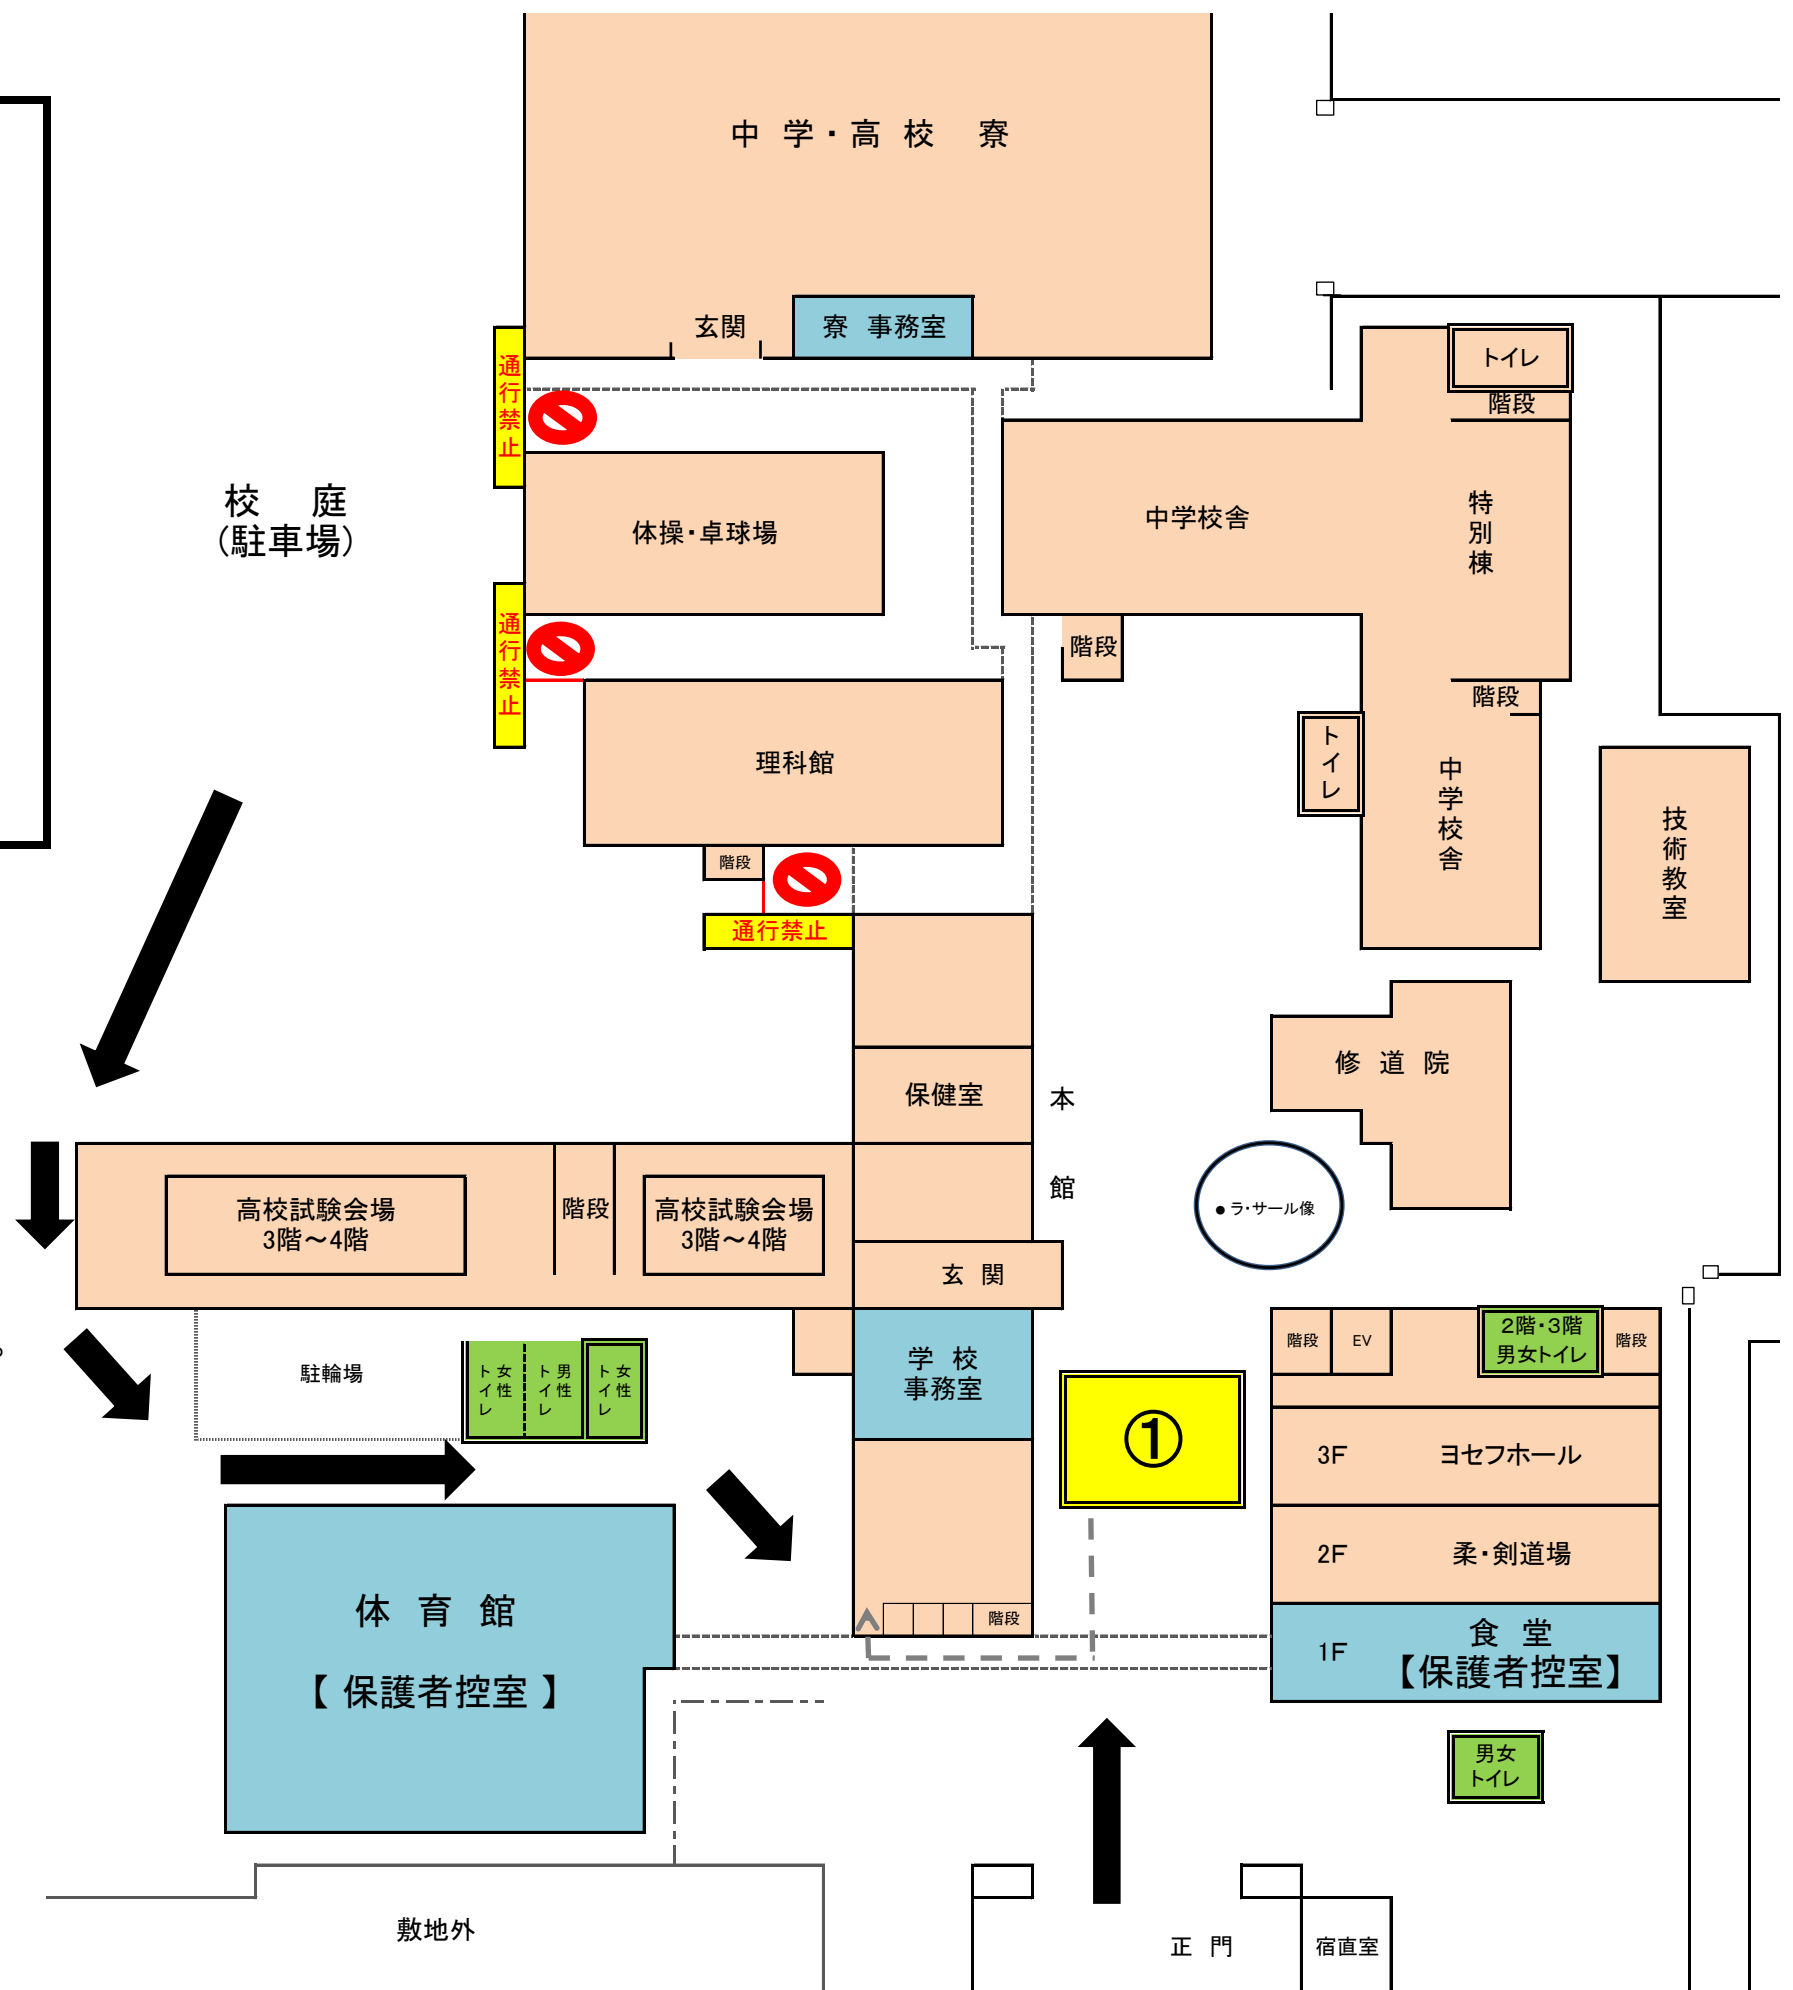 中 学・高 校　寮
玄関
寮 事務室
通行禁止
トイレ
階段
校　庭
（駐車場）
体操・卓球場
中学校舎
特別棟
通行禁止
階段
階段
理科館
トイレ
中学校舎
技術教室
階段
通行禁止
保健室
本館
修 道 院
高校試験会場
3階～4階
階段
高校試験会場
3階～4階
●ラ・サール像
玄 関
駐輪場
女性トイレ
男性トイレ
女性トイレ
学 校
事務室
①
階段
EV
2階・3階
男女トイレ
階段
3F ヨセフホール
2F 柔・剣道場
1F 食 堂
【保護者控室】
階段
体 育 館
【 保護者控室 】
男女
トイレ
敷地外
正 門
宿直室